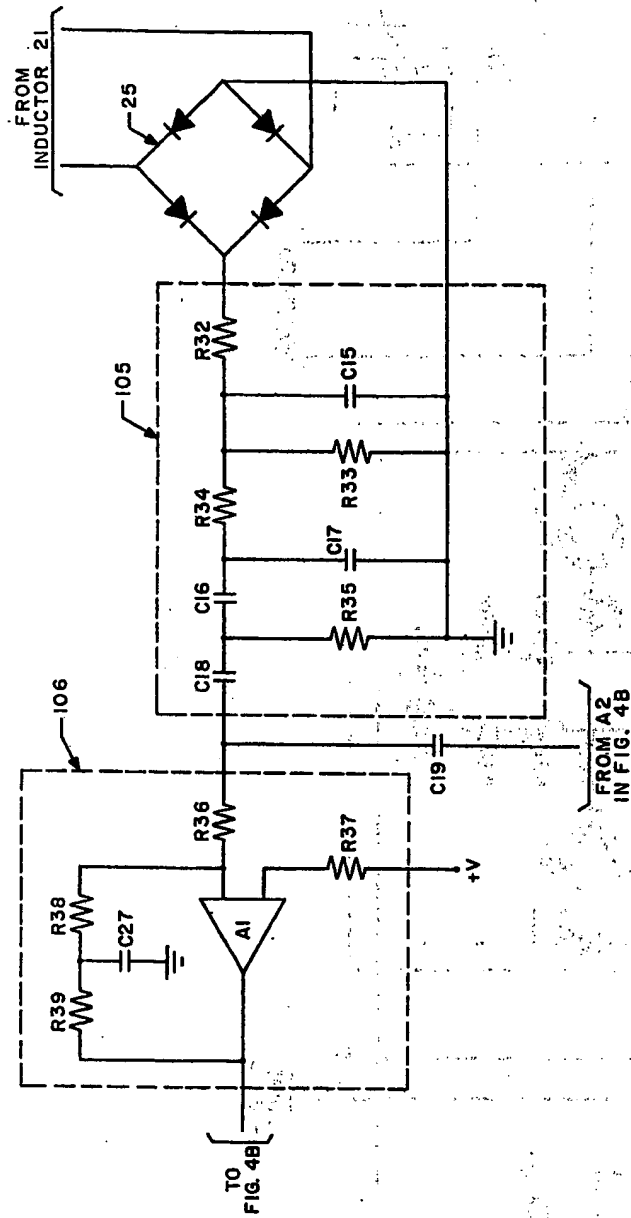 FROM
INDUCTOR 21
25
105
R32
C15
R33
R34
C17
C16
R35
C18
106
C19
FROM A2
IN FIG. 4B
R36
R37
+V
R38
C27
R39
A1
TO
FIG. 4B